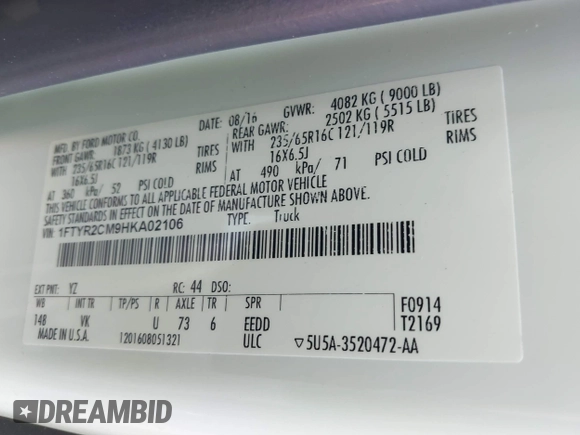 MFD. BY FORD MOTOR CO.
DATE: 08/16 GVWR: 4082 KG ( 9000 LB)
FRONT GAWR: 1873 KG ( 4130 LB)
REAR GAWR: 2502 KG ( 5515 LB)
WITH 235/65R16C 121/119R TIRES
WITH 235/65R16C 121/119R TIRES
16X6.5J RIMS
16X6.5J RIMS
AT 360 kPa/ 52 PSI COLD
AT 490 kPa/ 71 PSI COLD
THIS VEHICLE CONFORMS TO ALL APPLICABLE FEDERAL MOTOR VEHICLE
SAFETY STANDARDS IN EFFECT ON THE DATE OF MANUFACTURE SHOWN ABOVE.
VIN: 1FTYR2CM9HKA02106
TYPE: Truck
EXT PNT: YZ RC: 44 DSO:
WB INT TR TP/PS R AXLE TR SPR
148 VK U 73 6 EEDD
F0914
T2169
MADE IN U.S.A. 1201608051321 ULC ▽5U5A-3520472-AA
DREAMBID